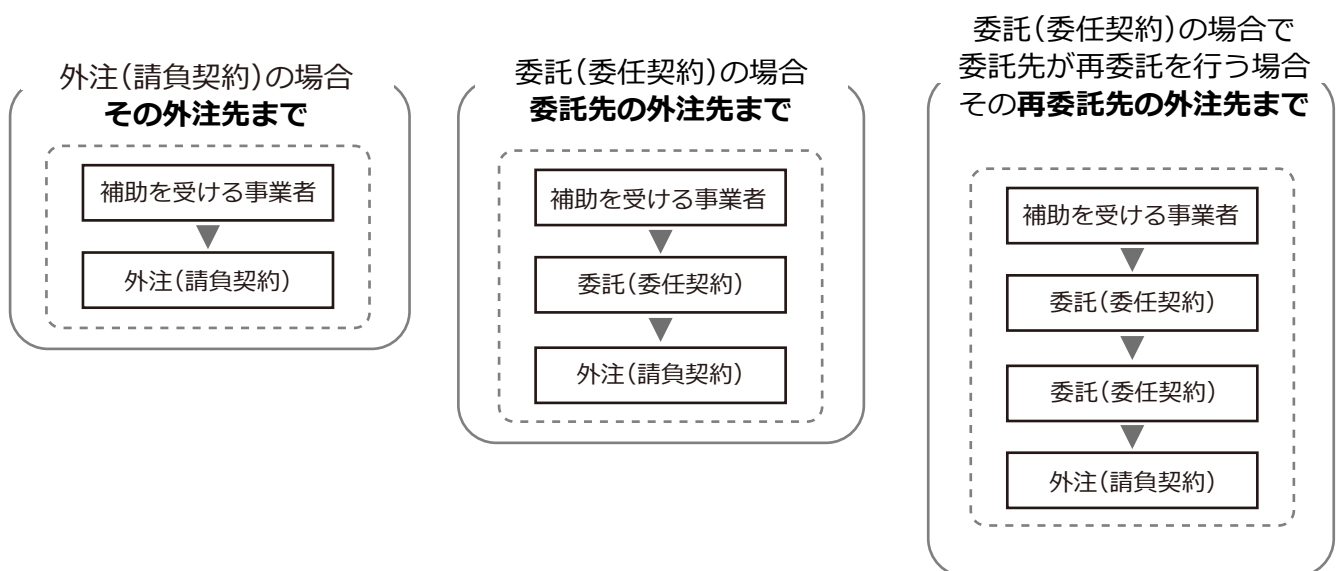 外注(請負契約)の場合
その外注先まで
補助を受ける事業者
外注(請負契約)
委託(委任契約)の場合
委託先の外注先まで
補助を受ける事業者
委託(委任契約)
外注(請負契約)
委託(委任契約)の場合で
委託先が再委託を行う場合
その再委託先の外注先まで
補助を受ける事業者
委託(委任契約)
委託(委任契約)
外注(請負契約)